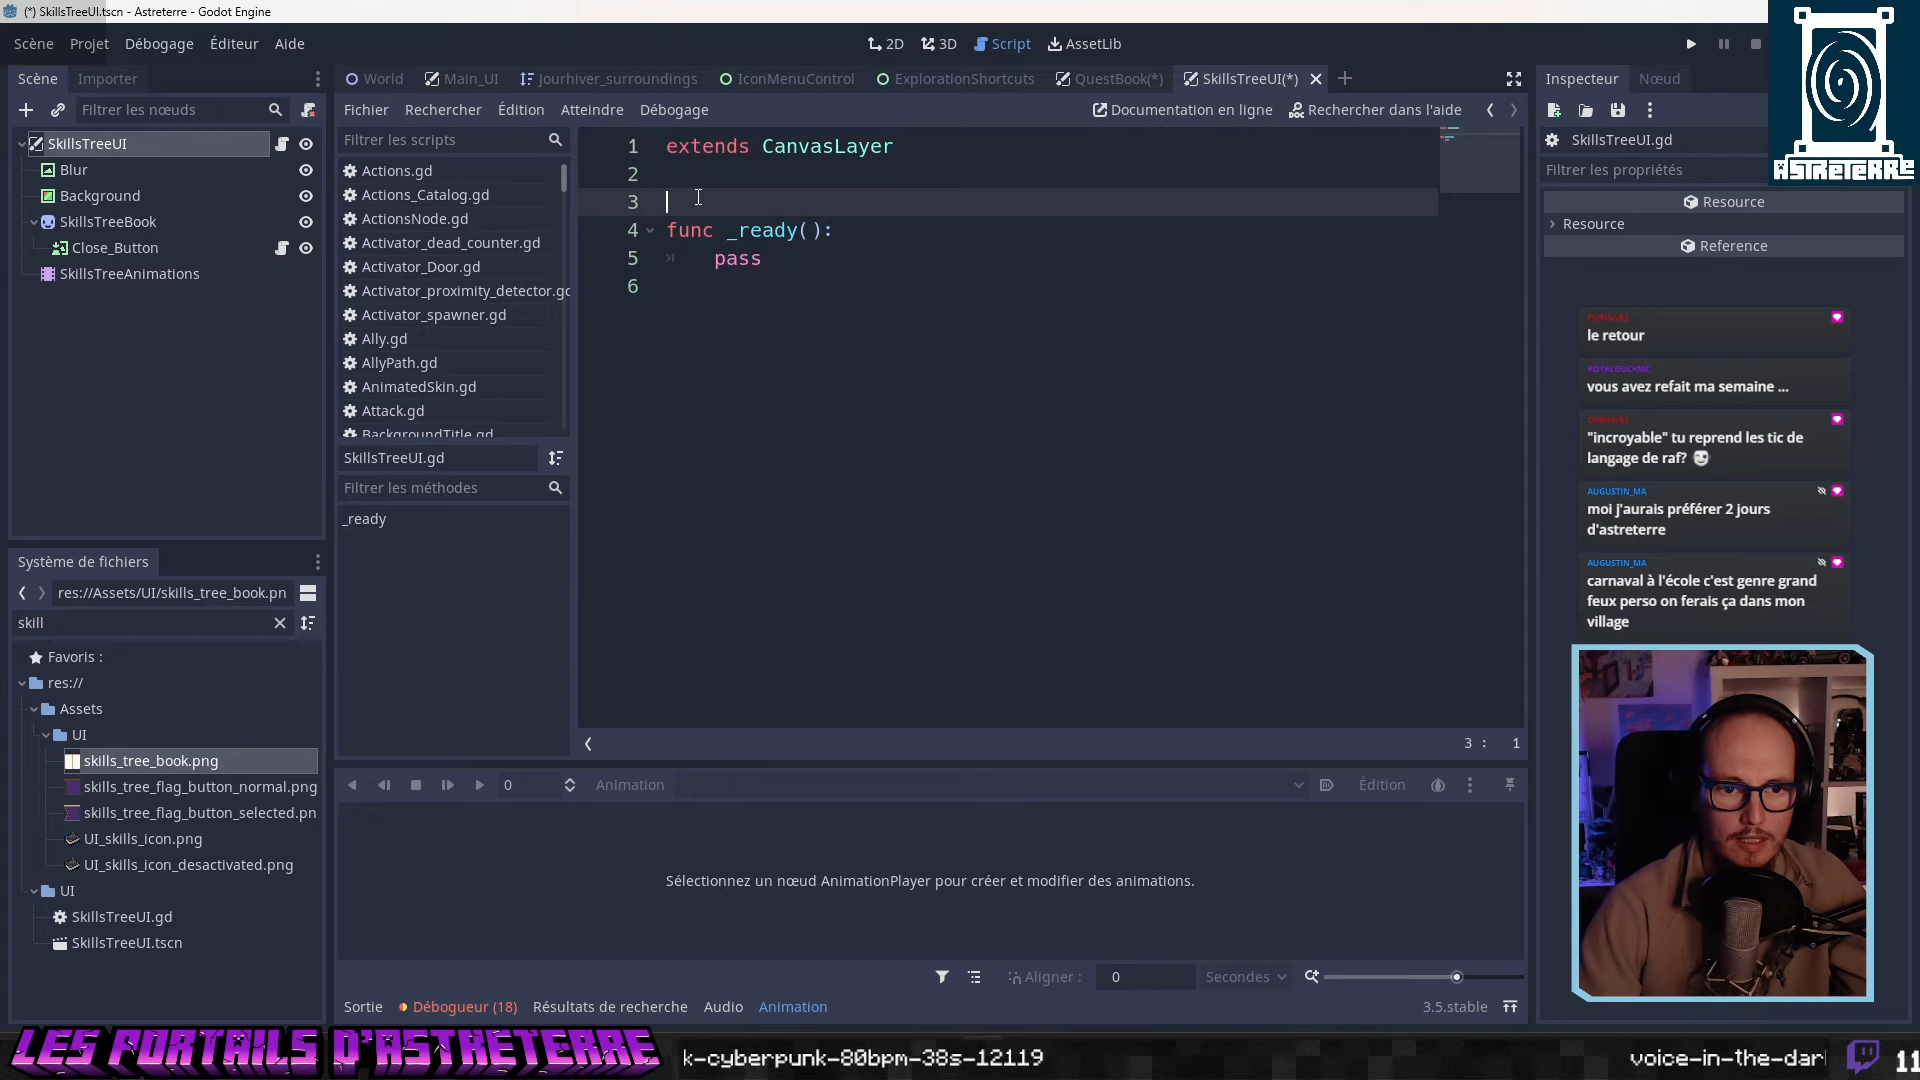 (*) SkillsTreeUI.tscn - Astreterre - Godot Engine
Scène Projet Débogage Éditeur Aide
2D 3D Script AssetLib
ASTRETERRE
Scène Importer
World Main_UI Jourhiver_surroundings IconMenuControl ExplorationShortcuts QuestBook(*) SkillsTreeUI(*)
Inspecteur Nœud
Filtrer les nœuds
Fichier Rechercher Édition Atteindre Débogage
Documentation en ligne Rechercher dans l'aide
SkillsTreeUI
Blur
Background
SkillsTreeBook
Close_Button
SkillsTreeAnimations
Filtrer les scripts
Actions.gd
Actions_Catalog.gd
ActionsNode.gd
Activator_dead_counter.gd
Activator_Door.gd
Activator_proximity_detector.gd
Activator_spawner.gd
Ally.gd
AllyPath.gd
AnimatedSkin.gd
Attack.gd
BackgroundTitle.gd
SkillsTreeUI.gd
Filtrer les méthodes
_ready
1 extends CanvasLayer
2
3
4 func _ready():
5 pass
6
3 : 1
SkillsTreeUI.gd
Filtrer les propriétés
Resource
Resource
Reference
le retour
ROYALDUCKMC
vous avez refait ma semaine ...
"incroyable" tu reprend les tic de
langage de raf?
AUGUSTIN_MA
moi j'aurais préférer 2 jours
d'astreterre
AUGUSTIN_MA
carnaval à l'école c'est genre grand
feux perso on ferais ça dans mon
village
Système de fichiers
res://Assets/UI/skills_tree_book.pn
skill
Favoris :
res://
Assets
UI
skills_tree_book.png
skills_tree_flag_button_normal.png
skills_tree_flag_button_selected.pn
UI_skills_icon.png
UI_skills_icon_desactivated.png
UI
SkillsTreeUI.gd
SkillsTreeUI.tscn
0 Animation Édition
Sélectionnez un nœud AnimationPlayer pour créer et modifier des animations.
Aligner : 0 Secondes
Sortie Débogueur (18) Résultats de recherche Audio Animation
3.5.stable
LES PORTAILS D'ASTRETERRE
k-cyberpunk-80bpm-38s-12119
voice-in-the-dar
11